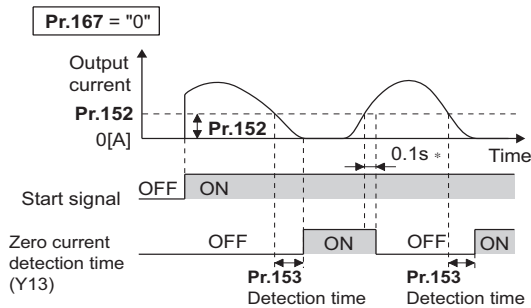 Pr.167 = "0"
Output
current
Pr.152
Pr.152
0[A]
Time
0.1s *
Start signal
OFF
ON
Zero current
detection time
(Y13)
OFF
ON
OFF
ON
Pr.153
Detection time
Pr.153
Detection time